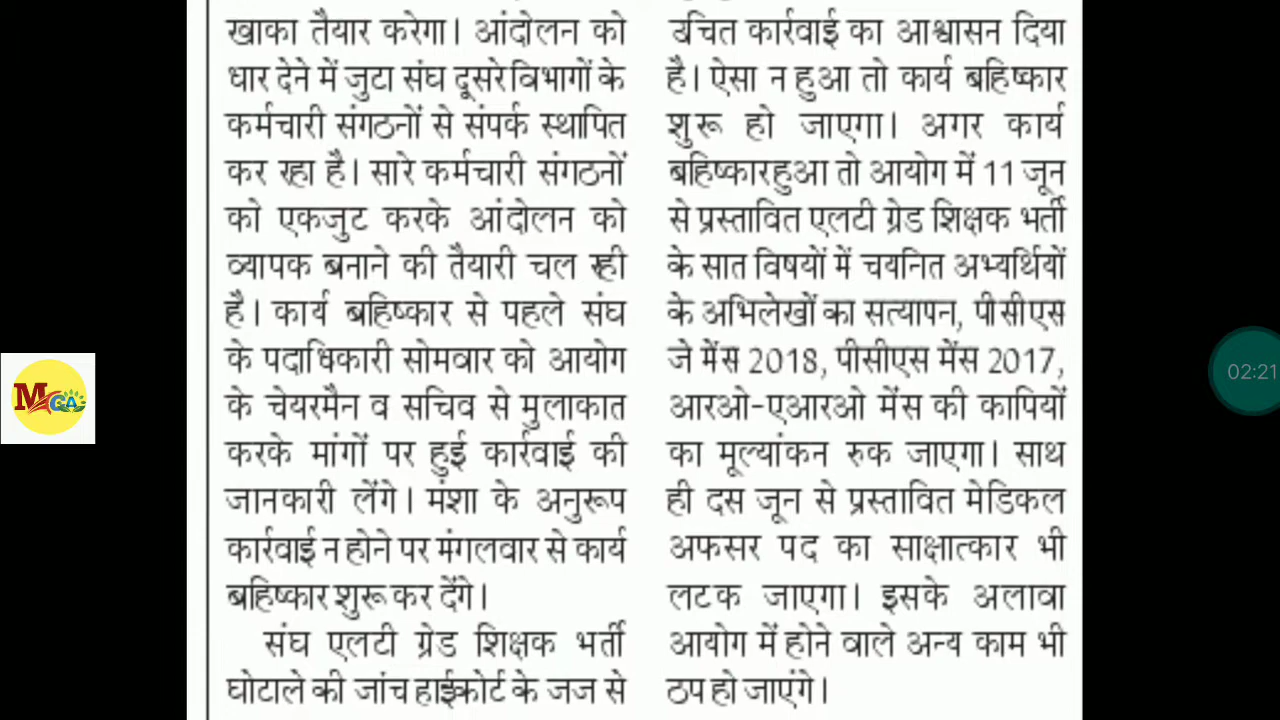 खाका तैयार करेगा। आंदोलन को
धार देने में जुटा संघ दूसरे विभागों के
कर्मचारी संगठनों से संपर्क स्थापित
कर रहा है। सारे कर्मचारी संगठनों
को एकजुट करके आंदोलन को
व्यापक बनाने की तैयारी चल रही
है। कार्य बहिष्कार से पहले संघ
के पदाधिकारी सोमवार को आयोग
के चेयरमैन व सचिव से मुलाकात
करके मांगों पर हुई कार्रवाई की
जानकारी लेंगे। मंशा के अनुरूप
कार्रवाई न होने पर मंगलवार से कार्य
बहिष्कार शुरू कर देंगे।
संघ एलटी ग्रेड शिक्षक भर्ती
घोटाले की जांच हाईकोर्ट के जज से
उचित कार्रवाई का आश्वासन दिया
है। ऐसा न हुआ तो कार्य बहिष्कार
शुरू हो जाएगा। अगर कार्य
बहिष्कार हुआ तो आयोग में 11 जून
से प्रस्तावित एलटी ग्रेड शिक्षक भर्ती
के सात विषयों में चयनित अभ्यर्थियों
के अभिलेखों का सत्यापन, पीसीएस
जे मेंस 2018, पीसीएस मेंस 2017,
आरओ-एआरओ मेंस की कापियों
का मूल्यांकन रुक जाएगा। साथ
ही दस जून से प्रस्तावित मेडिकल
अफसर पद का साक्षात्कार भी
लटक जाएगा। इसके अलावा
आयोग में होने वाले अन्य काम भी
ठप हो जाएंगे।
MGA
02:21